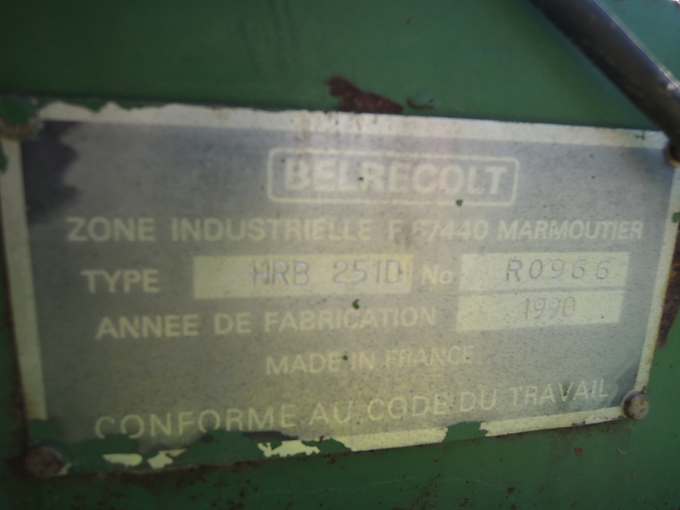 BELRECOLT
ZONE INDUSTRIELLE F 67440 MARMOUTIER
TYPE HRB 251D No R0966
ANNEE DE FABRICATION 1990
MADE IN FRANCE
CONFORME AU CODE DU TRAVAIL